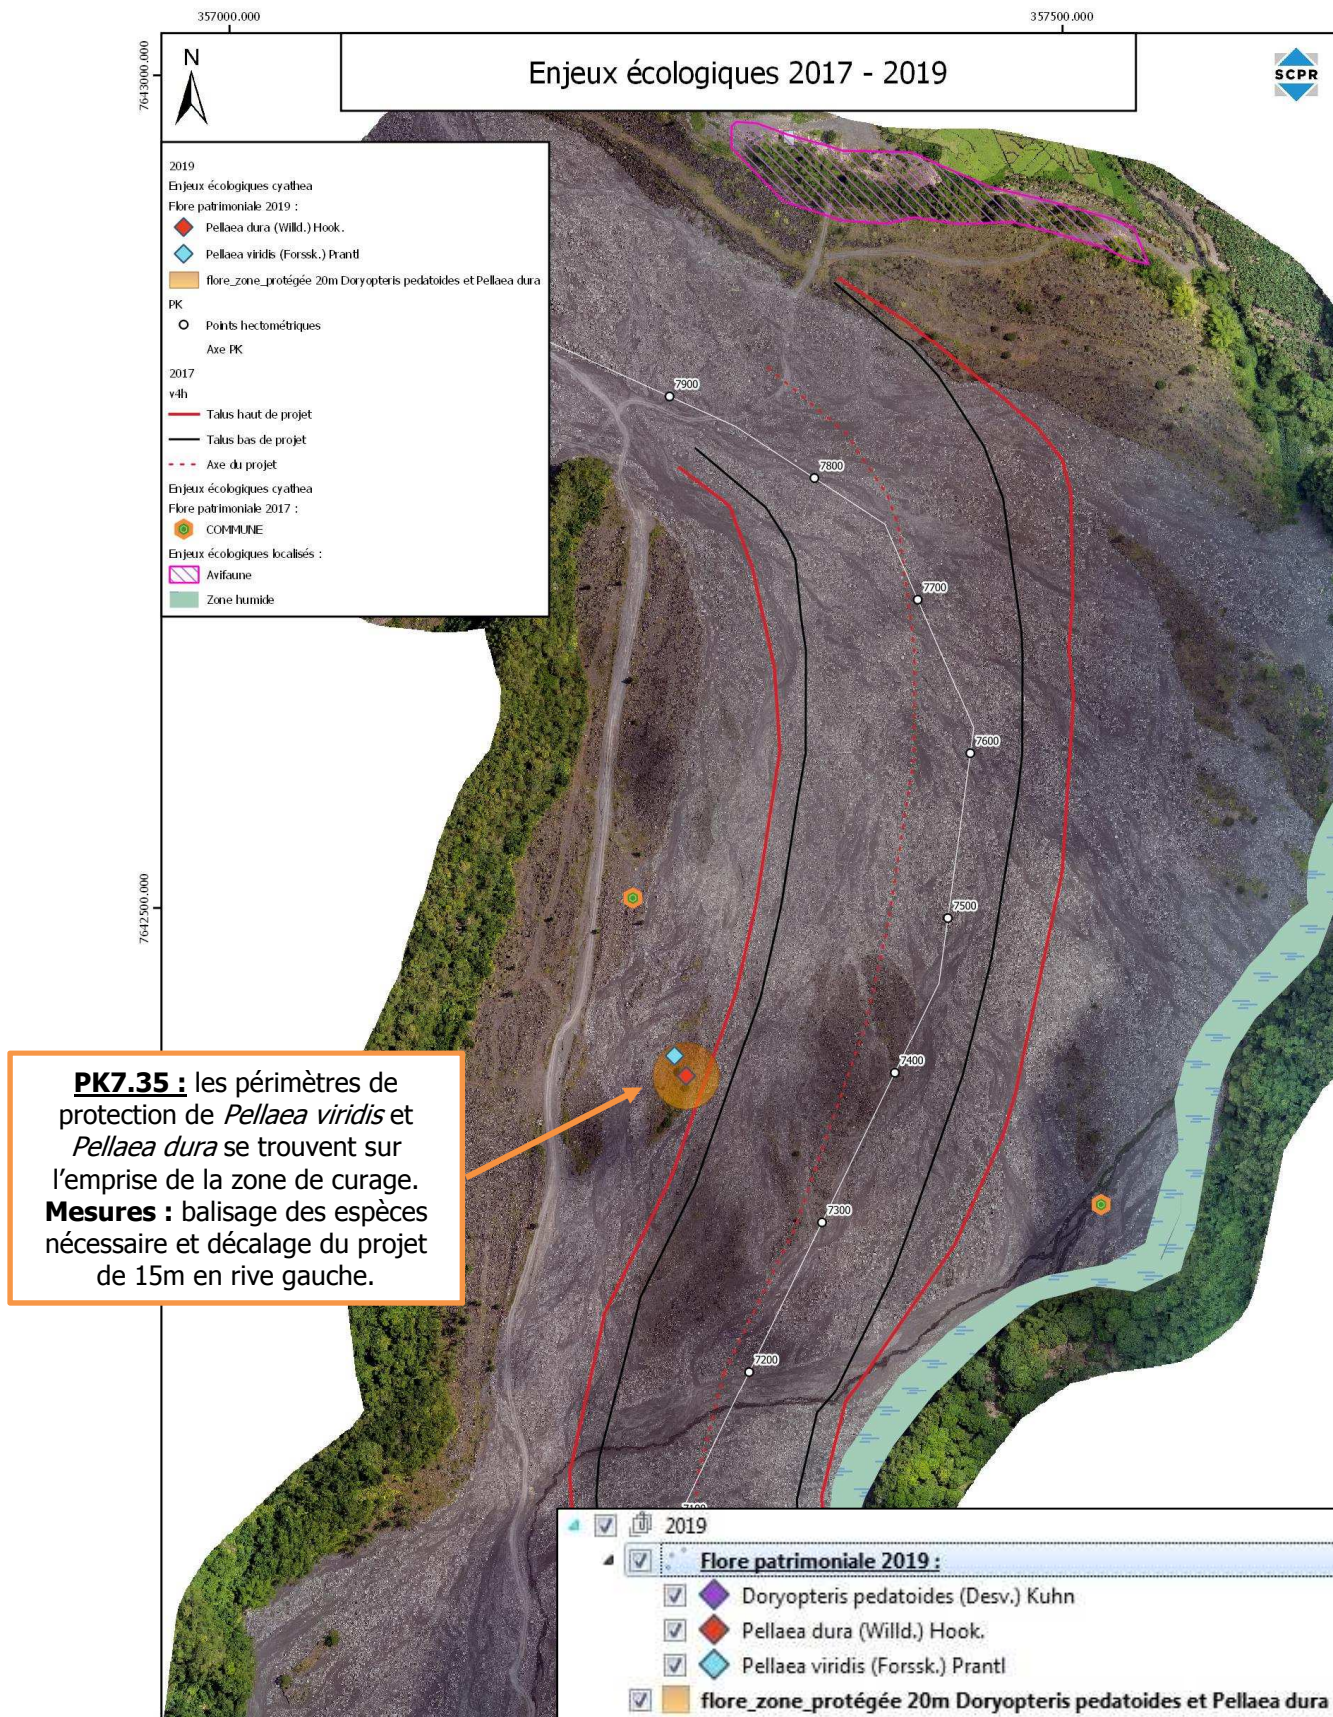 357000.000
357500.000
7643000.000
N
Enjeux écologiques 2017 - 2019
SCPR
2019
Enjeux écologiques cyathea
Flore patrimoniale 2019 :
Pellaea dura (Willd.) Hook.
Pellaea viridis (Forssk.) Prantl
flore_zone_protégée 20m Doryopteris pedatoides et Pellaea dura
PK
Points hectométriques
Axe PK
2017
v4h
Talus haut de projet
Talus bas de projet
Axe du projet
Enjeux écologiques cyathea
Flore patrimoniale 2017 :
COMMUNE
Enjeux écologiques localisés :
Avifaune
Zone humide
7900
7800
7700
7600
7642500.000
7500
7400
7300
7200
7100
PK7.35 : les périmètres de
protection de Pellaea viridis et
Pellaea dura se trouvent sur
l'emprise de la zone de curage.
Mesures : balisage des espèces
nécessaire et décalage du projet
de 15m en rive gauche.
2019
Flore patrimoniale 2019 :
Doryopteris pedatoides (Desv.) Kuhn
Pellaea dura (Willd.) Hook.
Pellaea viridis (Forssk.) Prantl
flore_zone_protégée 20m Doryopteris pedatoides et Pellaea dura